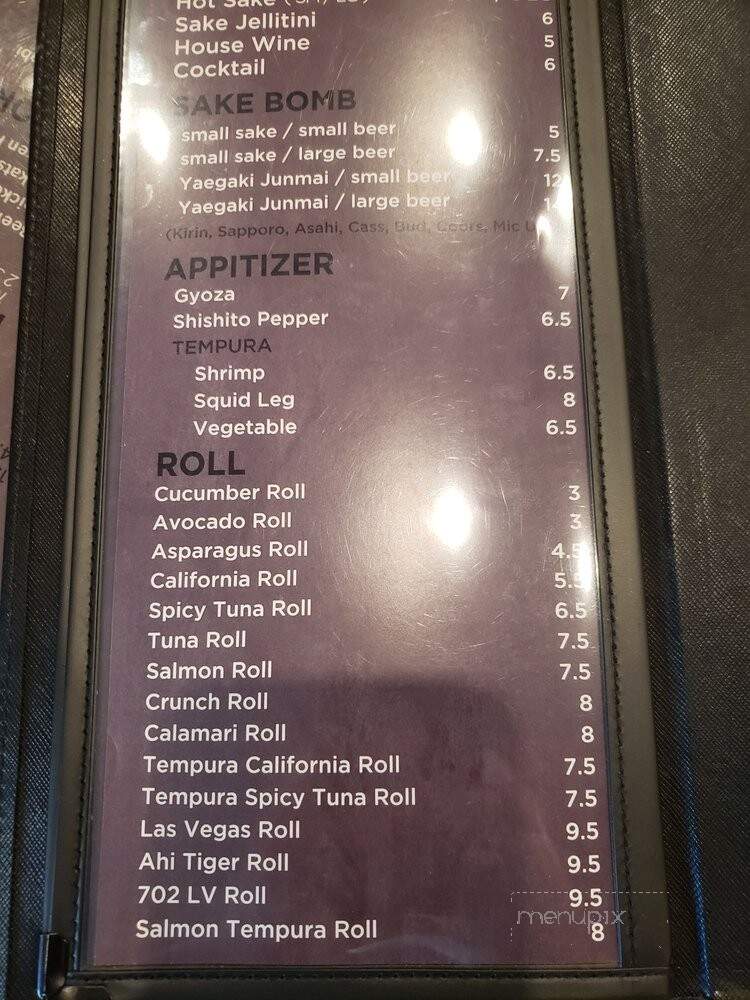 Hot Sake
Sake Jellitini 6
House Wine 5
Cocktail 6
SAKE BOMB
small sake / small beer 5
small sake / large beer 7.5
Yaegaki Junmai / small beer 12
Yaegaki Junmai / large beer
(Kirin, Sapporo, Asahi, Cass, Bud, Coors, Mic U
APPITIZER
Gyoza 7
Shishito Pepper 6.5
TEMPURA
Shrimp 6.5
Squid Leg 8
Vegetable 6.5
ROLL
Cucumber Roll 3
Avocado Roll 3
Asparagus Roll 4.5
California Roll 5.5
Spicy Tuna Roll 6.5
Tuna Roll 7.5
Salmon Roll 7.5
Crunch Roll 8
Calamari Roll 8
Tempura California Roll 7.5
Tempura Spicy Tuna Roll 7.5
Las Vegas Roll 9.5
Ahi Tiger Roll 9.5
702 LV Roll 9.5
Salmon Tempura Roll 8
menupix